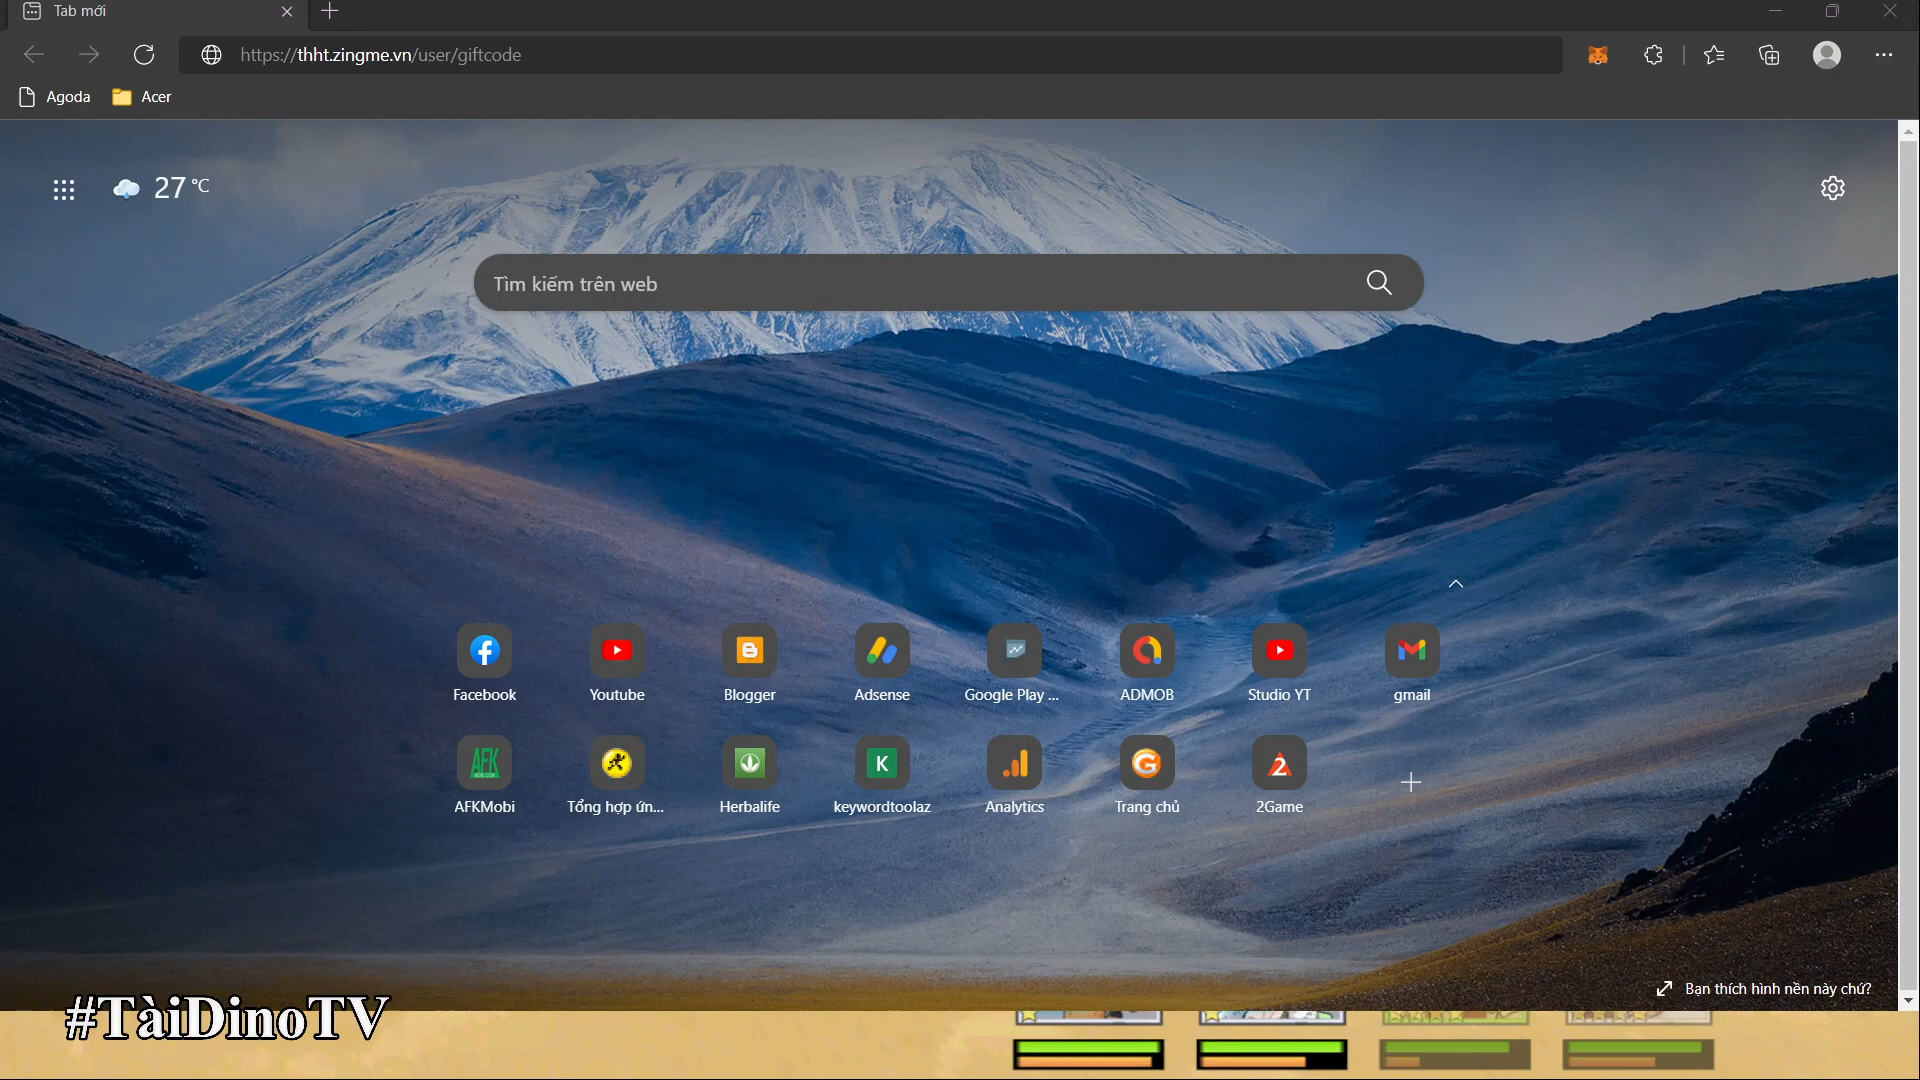 Tab mới
https://thht.zingme.vn/user/giftcode
Agoda
Acer
27 °C
Tìm kiếm trên web
Facebook
Youtube
Blogger
Adsense
Google Play ...
ADMOB
Studio YT
gmail
AFKMobi
Tổng hợp ứn...
Herbalife
keywordtoolaz
Analytics
Trang chủ
2Game
Bạn thích hình nền này chứ?
#TàiDinoTV